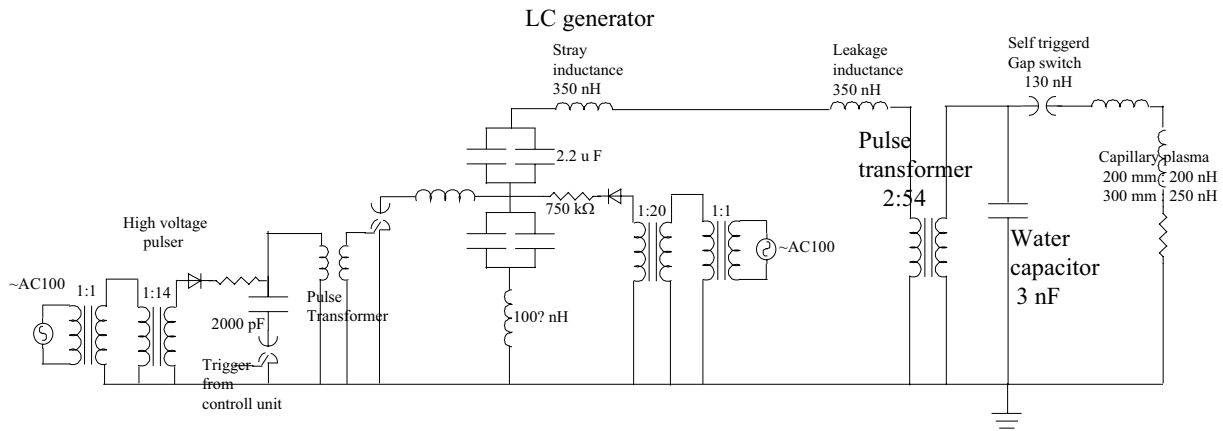 LC generator
Stray
inductance
350 nH
Leakage
inductance
350 nH
Self triggerd
Gap switch
130 nH
2.2 u F
Pulse
transformer
2:54
Capillary plasma
200 mm : 200 nH
300 mm : 250 nH
750 kΩ
1:20
1:1
~AC100
High voltage
pulser
Water
capacitor
3 nF
~AC100
1:1
1:14
2000 pF
Pulse
Transformer
100? nH
Trigger
from
controll unit